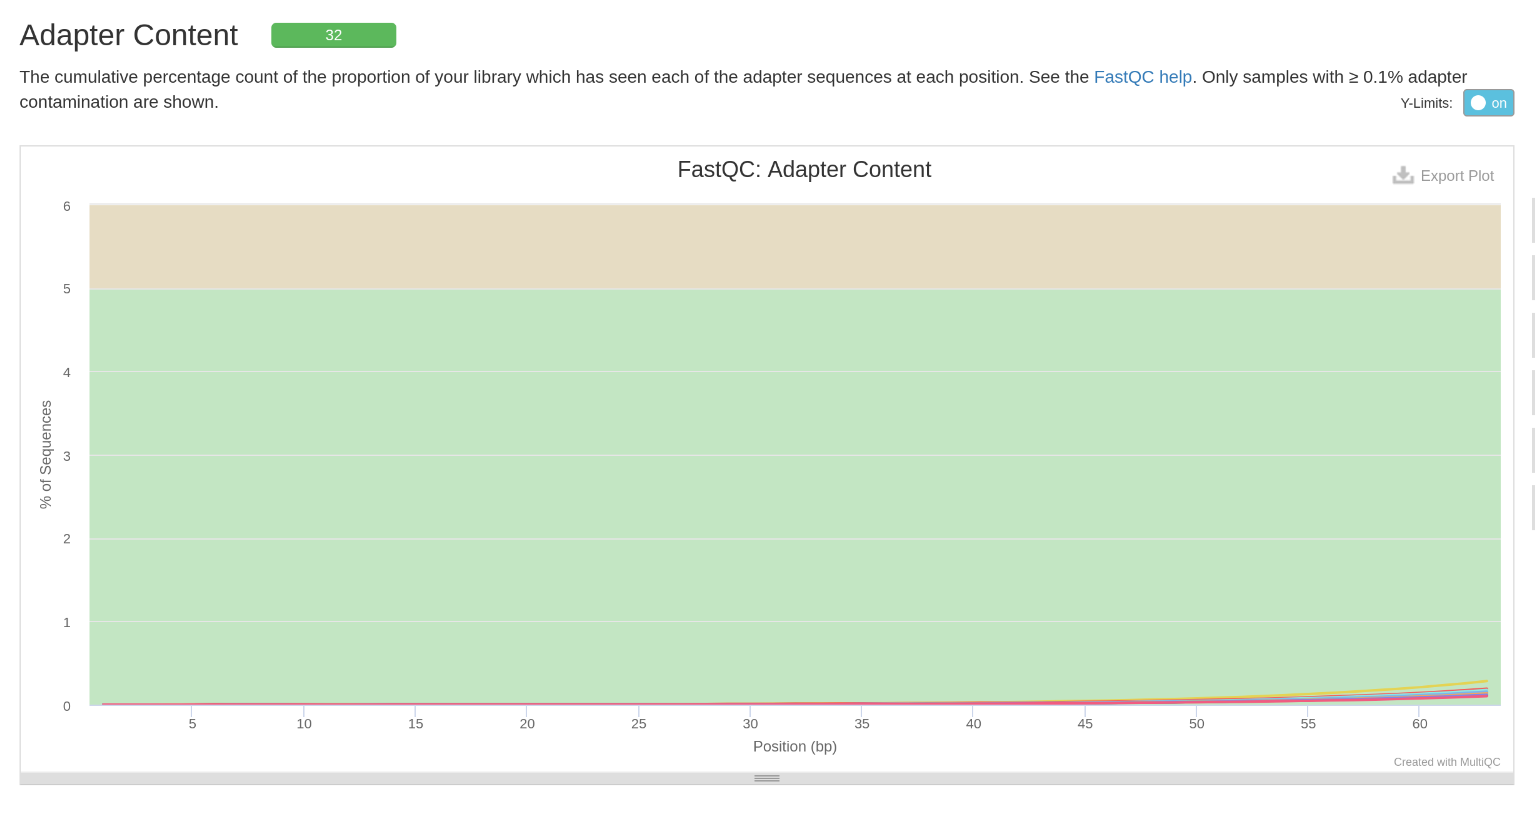 Adapter Content 32
The cumulative percentage count of the proportion of your library which has seen each of the adapter sequences at each position. See the FastQC help. Only samples with ≥ 0.1% adapter
contamination are shown.
Y-Limits: on
FastQC: Adapter Content
Export Plot
6
5
4
3
2
1
0
% of Sequences
5 10 15 20 25 30 35 40 45 50 55 60
Position (bp)
Created with MultiQC